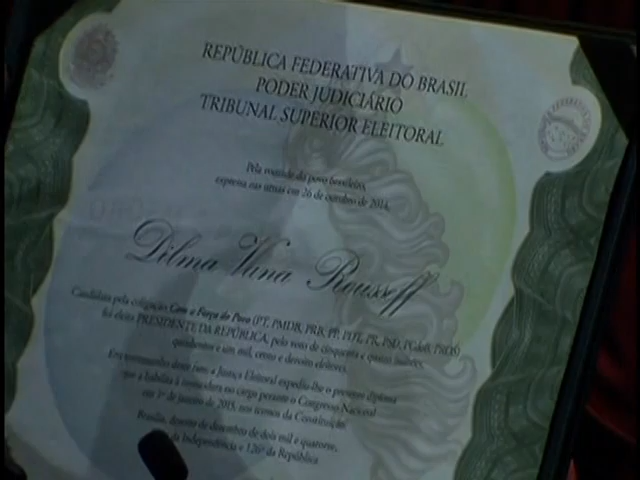 REPÚBLICA FEDERATIVA DO BRASIL
PODER JUDICIÁRIO
TRIBUNAL SUPERIOR ELEITORAL
Pela vontade do povo brasileiro,
expressa nas urnas em 26 de outubro de 2014,
Dilma Vana Rousseff
Candidata pela coligação Com a Força do Povo (PT, PMDB, PRB, PP, PDT, PR, PSD, PC do B, PROS)
foi eleita PRESIDENTE DA REPÚBLICA, pelo voto de cinquenta e quatro milhões,
quinhentos e um mil, cento e dezoito eleitores.
Em testemunho desse fato, a Justiça Eleitoral expediu-lhe o presente diploma
que a habilita à investidura no cargo perante o Congresso Nacional
em 1º de janeiro de 2015, nos termos da Constituição.
Brasília, dezoito de dezembro de dois mil e quatorze,
da Independência e 126º da República